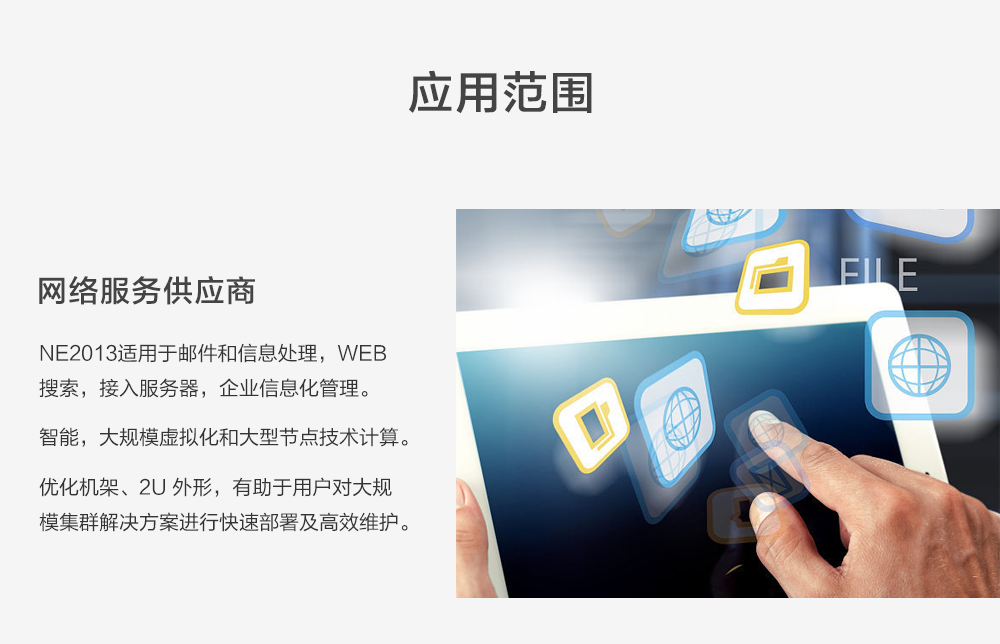 应用范围
网络服务供应商
NE2013适用于邮件和信息处理，WEB
搜索，接入服务器，企业信息化管理。
智能，大规模虚拟化和大型节点技术计算。
优化机架、2U 外形，有助于用户对大规
模集群解决方案进行快速部署及高效维护。
FILE